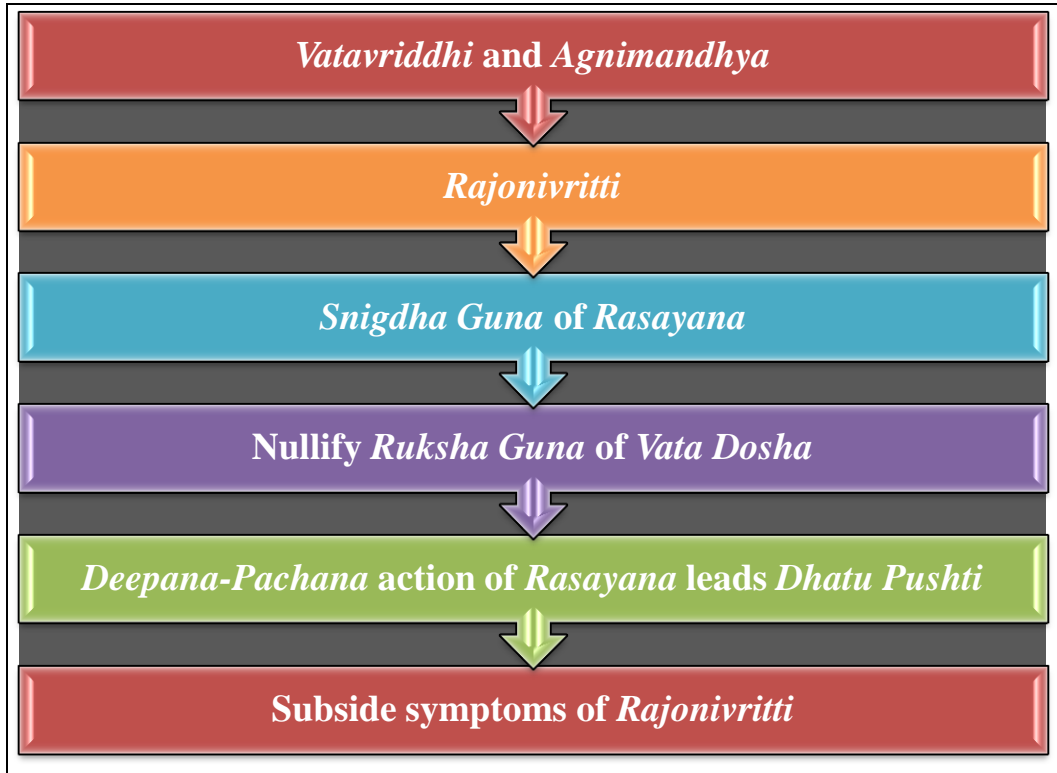 Vatavriddhi and Agnimandhya
Rajonivritti
Snigdha Guna of Rasayana
Nullify Ruksha Guna of Vata Dosha
Deepana-Pachana action of Rasayana leads Dhatu Pushti
Subside symptoms of Rajonivritti